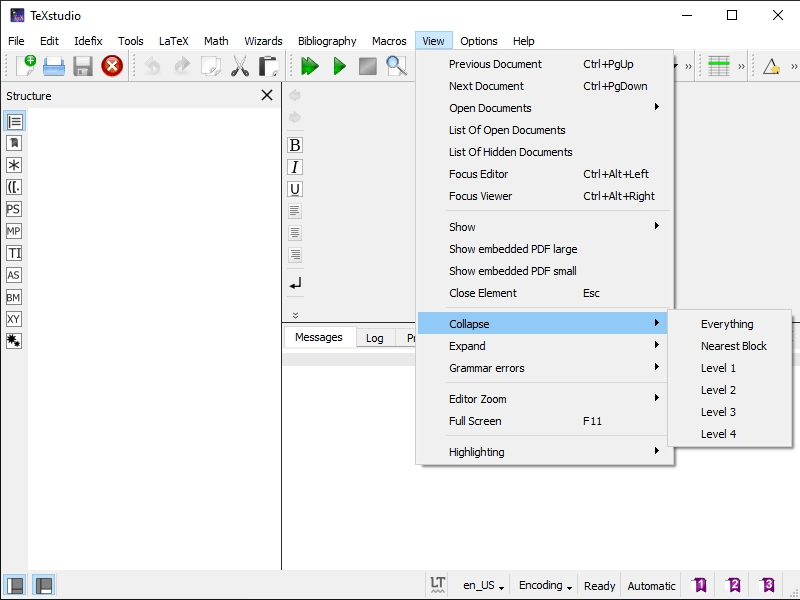 TeXstudio
File Edit Idefix Tools LaTeX Math Wizards Bibliography Macros View Options Help
Structure
Previous Document Ctrl+PgUp
Next Document Ctrl+PgDown
Open Documents
List Of Open Documents
List Of Hidden Documents
Focus Editor Ctrl+Alt+Left
Focus Viewer Ctrl+Alt+Right
Show
Show embedded PDF large
Show embedded PDF small
Close Element Esc
Collapse
Expand
Grammar errors
Editor Zoom
Full Screen F11
Highlighting
Everything
Nearest Block
Level 1
Level 2
Level 3
Level 4
B
I
U
([.
PS
MP
TI
AS
BM
XY
Messages Log
LT en_US Encoding Ready Automatic 1 2 3